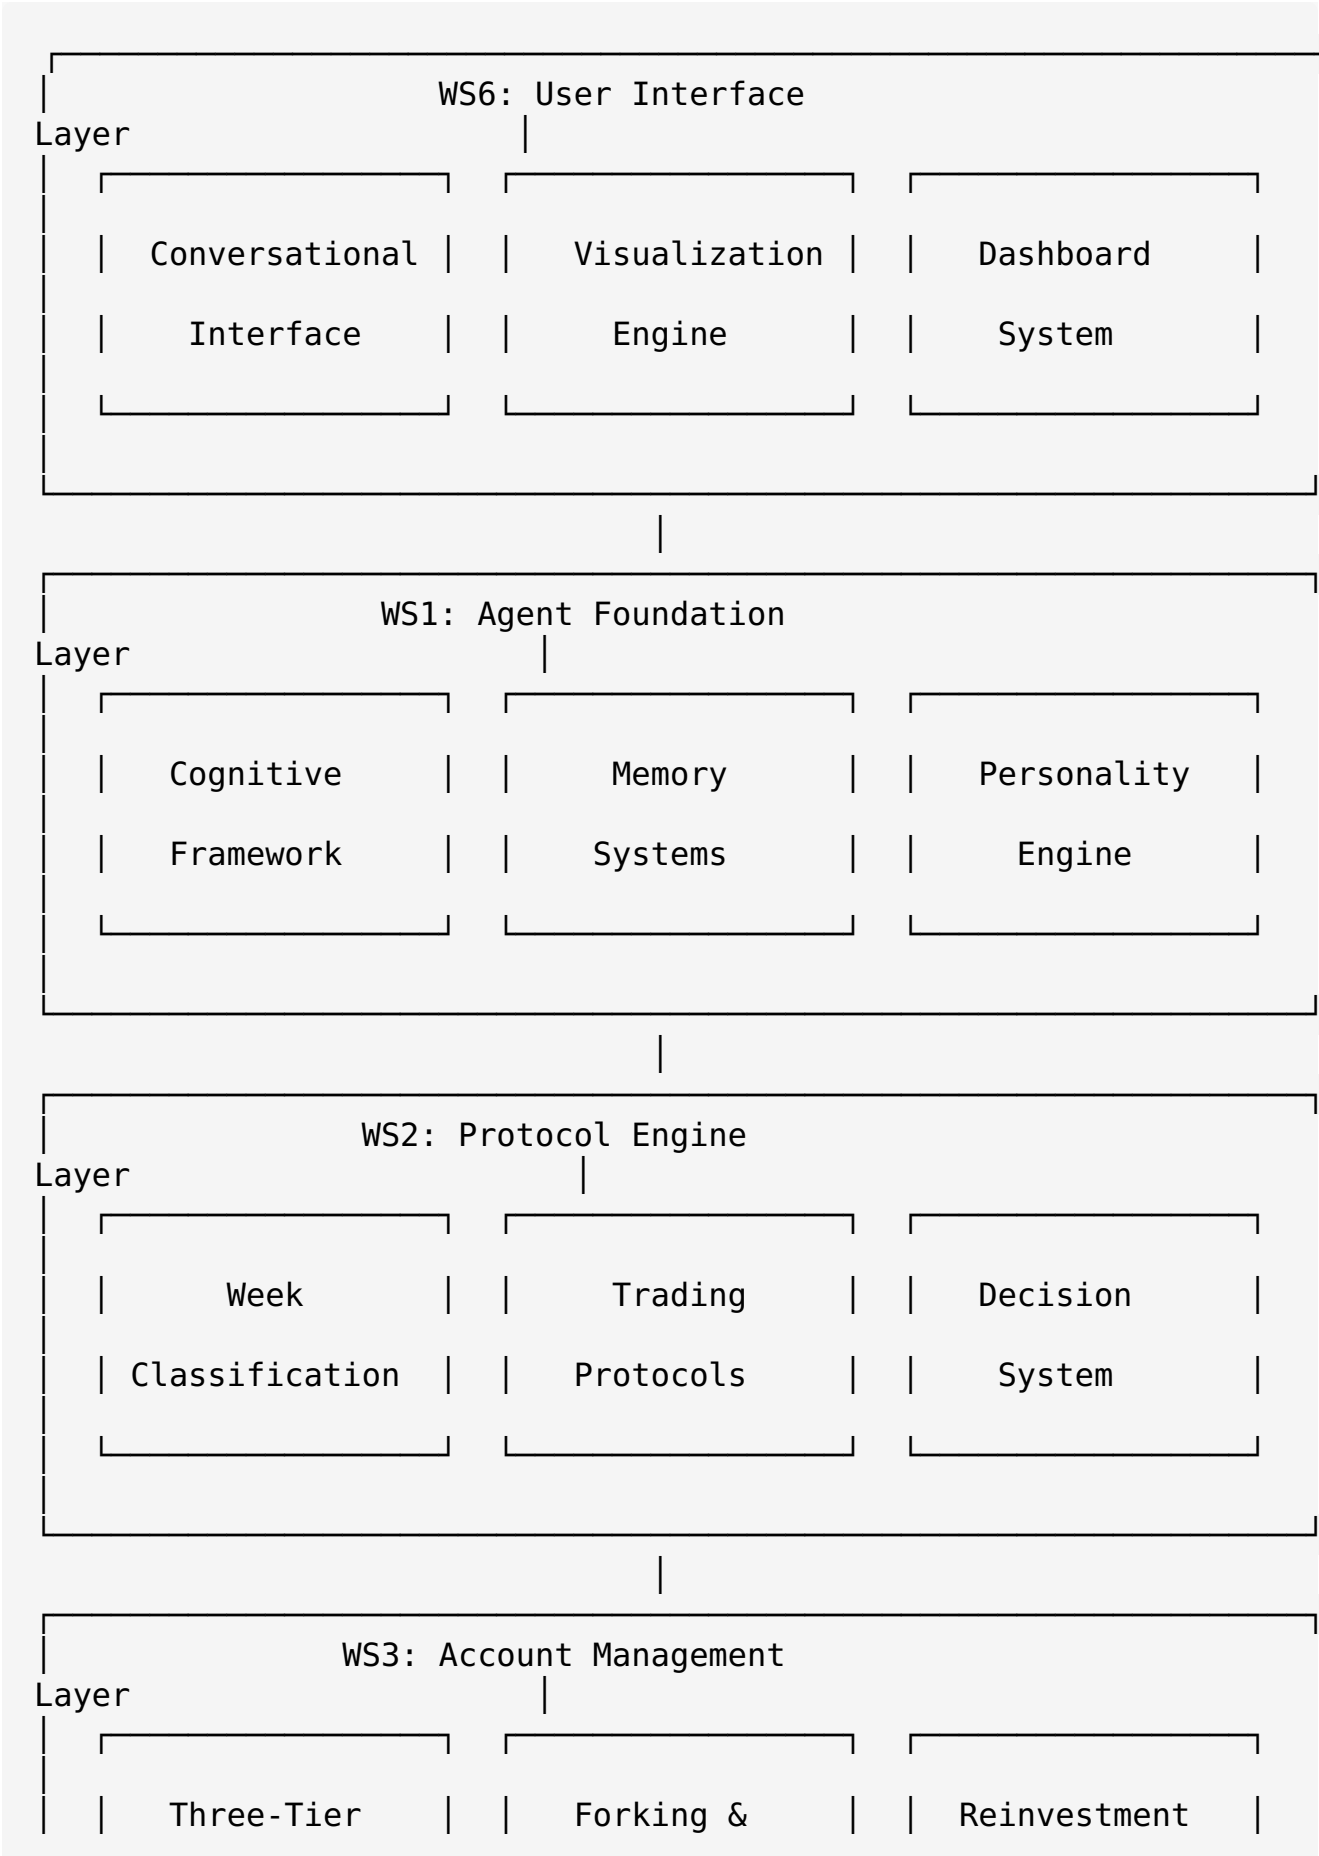 WS6: User Interface
Layer
Conversational Visualization Dashboard
Interface Engine System
WS1: Agent Foundation
Layer
Cognitive Memory Personality
Framework Systems Engine
WS2: Protocol Engine
Layer
Week Trading Decision
Classification Protocols System
WS3: Account Management
Layer
Three-Tier Forking & Reinvestment